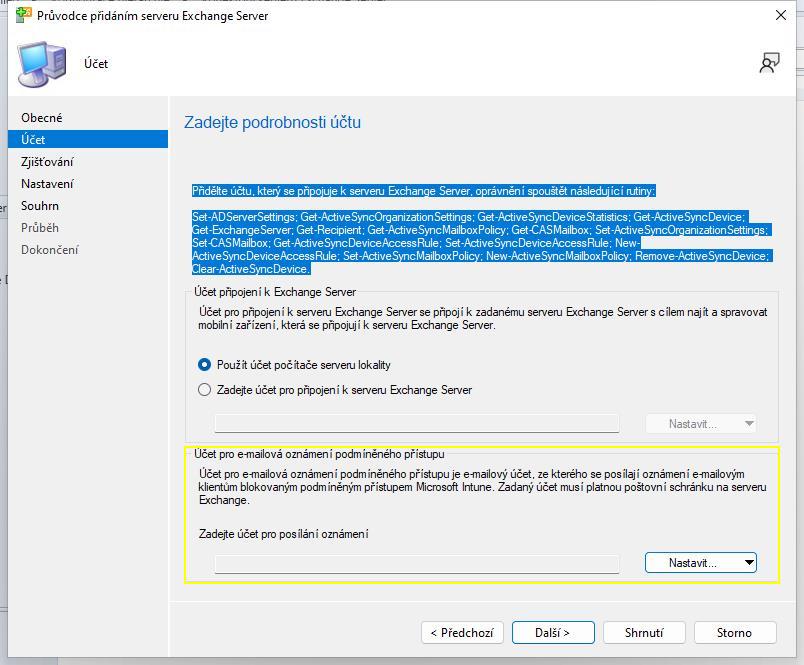 Průvodce přidáním serveru Exchange Server
Účet
Obecné
Účet
Zjišťování
Nastavení
Souhrn
Průběh
Dokončení
Zadejte podrobnosti účtu
Přidělte účtu, který se připojuje k serveru Exchange Server, oprávnění spouštět následující rutiny:
Set-ADServerSettings; Get-ActiveSyncOrganizationSettings; Get-ActiveSyncDeviceStatistics; Get-ActiveSyncDevice;
Get-ExchangeServer; Get-Recipient; Get-ActiveSyncMailboxPolicy; Get-CASMailbox; Set-ActiveSyncOrganizationSettings;
Set-CASMailbox; Get-ActiveSyncDeviceAccessRule; Set-ActiveSyncDeviceAccessRule; New-
ActiveSyncDeviceAccessRule; Set-ActiveSyncMailboxPolicy; New-ActiveSyncMailboxPolicy; Remove-ActiveSyncDevice;
Clear-ActiveSyncDevice.
Účet připojení k Exchange Server
Účet pro připojení k serveru Exchange Server se připojí k zadanému serveru Exchange Server s cílem najít a spravovat
mobilní zařízení, která se připojují k serveru Exchange Server.
Použít účet počítače serveru lokality
Zadejte účet pro připojení k serveru Exchange Server
Nastavit...
Účet pro e-mailová oznámení podmíněného přístupu
Účet pro e-mailová oznámení podmíněného přístupu je e-mailový účet, ze kterého se posílají oznámení e-mailovým
klientům blokovaným podmíněným přístupem Microsoft Intune. Zadaný účet musí platnou poštovní schránku na serveru
Exchange.
Zadejte účet pro posílání oznámení
Nastavit...
< Předchozí
Další >
Shrnutí
Storno